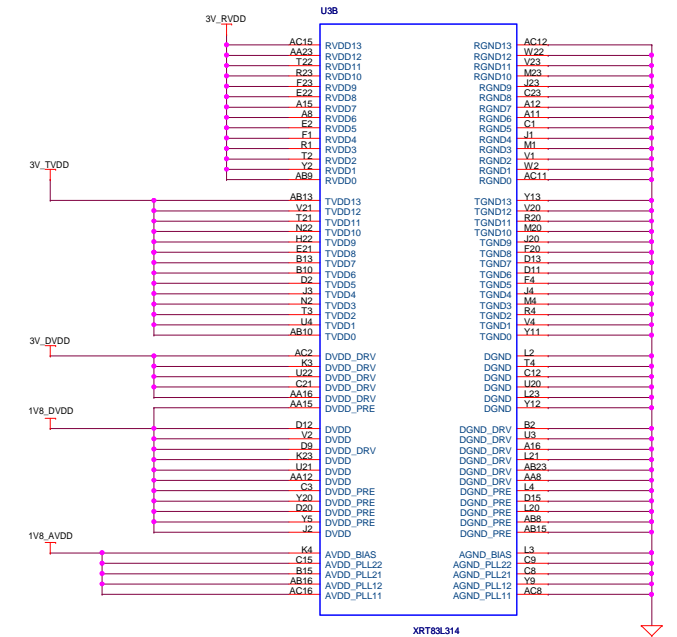 U3B
3V_RVDD
AC15 RVDD13 RGND13 AC12
AA23 RVDD12 RGND12 W22
T22 RVDD11 RGND11 V23
R23 RVDD10 RGND10 M23
F23 RVDD9 RGND9 J23
E22 RVDD8 RGND8 C23
A15 RVDD7 RGND7 A12
A8 RVDD6 RGND6 A11
E2 RVDD5 RGND5 C1
F1 RVDD4 RGND4 J1
R1 RVDD3 RGND3 M1
T2 RVDD2 RGND2 V1
Y2 RVDD1 RGND1 W2
AB9 RVDD0 RGND0 AC11
3V_TVDD
AB13 TVDD13 TGND13 Y13
V21 TVDD12 TGND12 V20
T21 TVDD11 TGND11 R20
N22 TVDD10 TGND10 M20
H22 TVDD9 TGND9 J20
E21 TVDD8 TGND8 F20
B13 TVDD7 TGND7 D13
B10 TVDD6 TGND6 D11
D2 TVDD5 TGND5 F4
J3 TVDD4 TGND4 J4
N2 TVDD3 TGND3 M4
T3 TVDD2 TGND2 R4
U4 TVDD1 TGND1 V4
AB10 TVDD0 TGND0 Y11
3V_DVDD
AC2 DVDD_DRV DGND L2
K3 DVDD_DRV DGND T4
U22 DVDD_DRV DGND C12
C21 DVDD_DRV DGND U20
AA16 DVDD_DRV DGND L23
AA15 DVDD_PRE DGND Y12
1V8_DVDD
D12 DVDD DGND_DRV B2
V2 DVDD DGND_DRV U3
D9 DVDD_DRV DGND_DRV A16
K23 DVDD DGND_DRV L21
U21 DVDD DGND_DRV AB23
AA12 DVDD DGND_DRV AA8
C3 DVDD_PRE DGND_PRE L4
Y20 DVDD_PRE DGND_PRE D15
D20 DVDD_PRE DGND_PRE L20
Y5 DVDD_PRE DGND_PRE AB8
J2 DVDD DGND_PRE AB15
1V8_AVDD
K4 AVDD_BIAS AGND_BIAS L3
C15 AVDD_PLL22 AGND_PLL22 C9
B15 AVDD_PLL21 AGND_PLL21 C8
AB16 AVDD_PLL12 AGND_PLL12 Y9
AC16 AVDD_PLL11 AGND_PLL11 AC8
XRT83L314